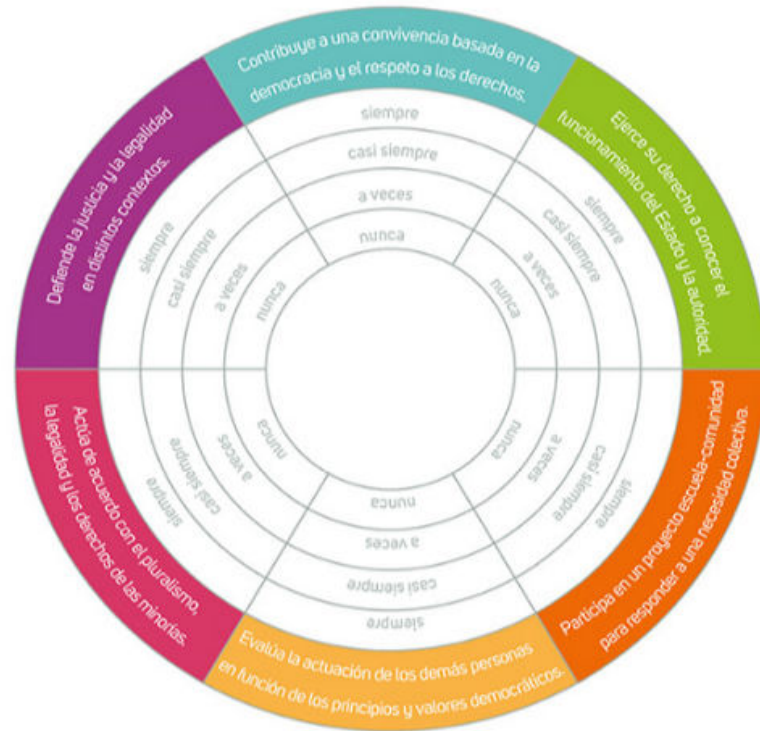 Contribuye a una convivencia basada en la
democracia y el respeto a los derechos.
siempre
casi siempre
a veces
nunca
Ejerce su derecho a conocer el
funcionamiento del Estado y la autoridad.
siempre
casi siempre
a veces
nunca
Participa en un proyecto escuela-comunidad
para responder a una necesidad colectiva.
siempre
casi siempre
a veces
nunca
Evalúa la actuación de los demás personas
en función de los principios y valores democráticos.
siempre
casi siempre
a veces
nunca
Actúa de acuerdo con el pluralismo,
la legalidad y los derechos de las minorías.
siempre
casi siempre
a veces
nunca
Defiende la justicia y la legalidad
en distintos contextos.
siempre
casi siempre
a veces
nunca